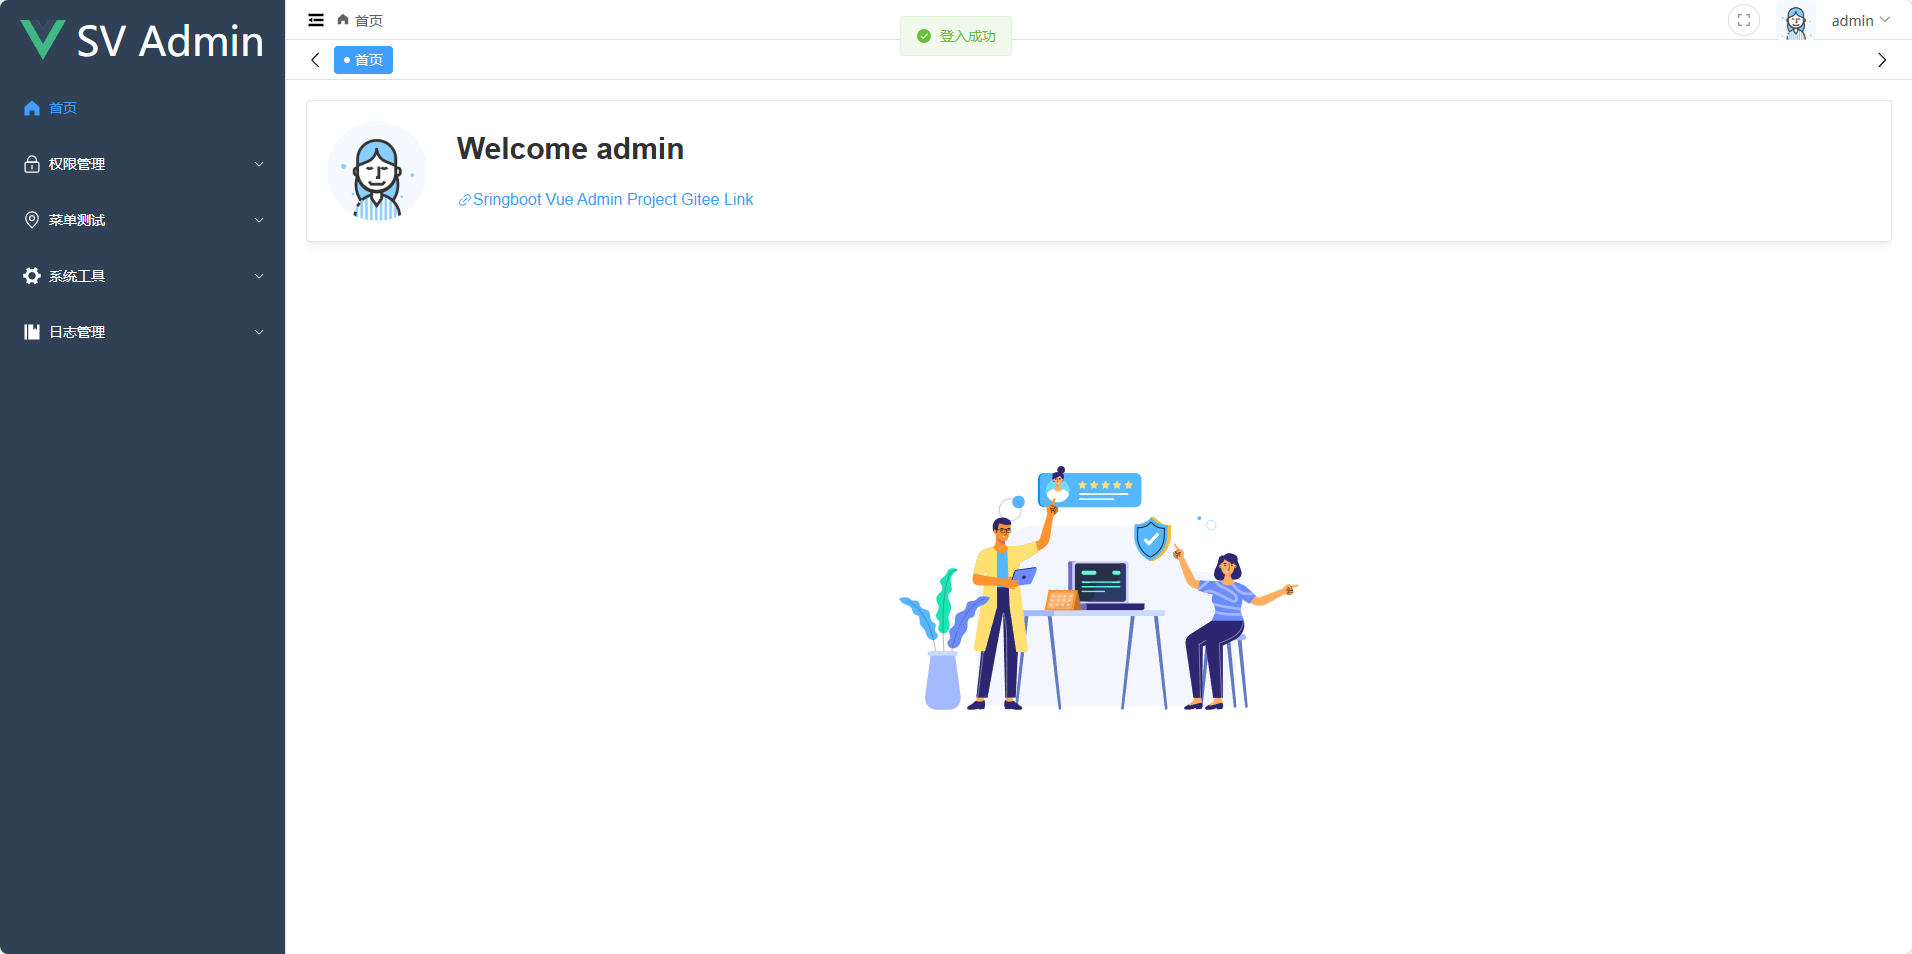 SV Admin
首页
权限管理
菜单测试
系统工具
日志管理
首页
登入成功
admin
首页
Welcome admin
Sringboot Vue Admin Project Gitee Link